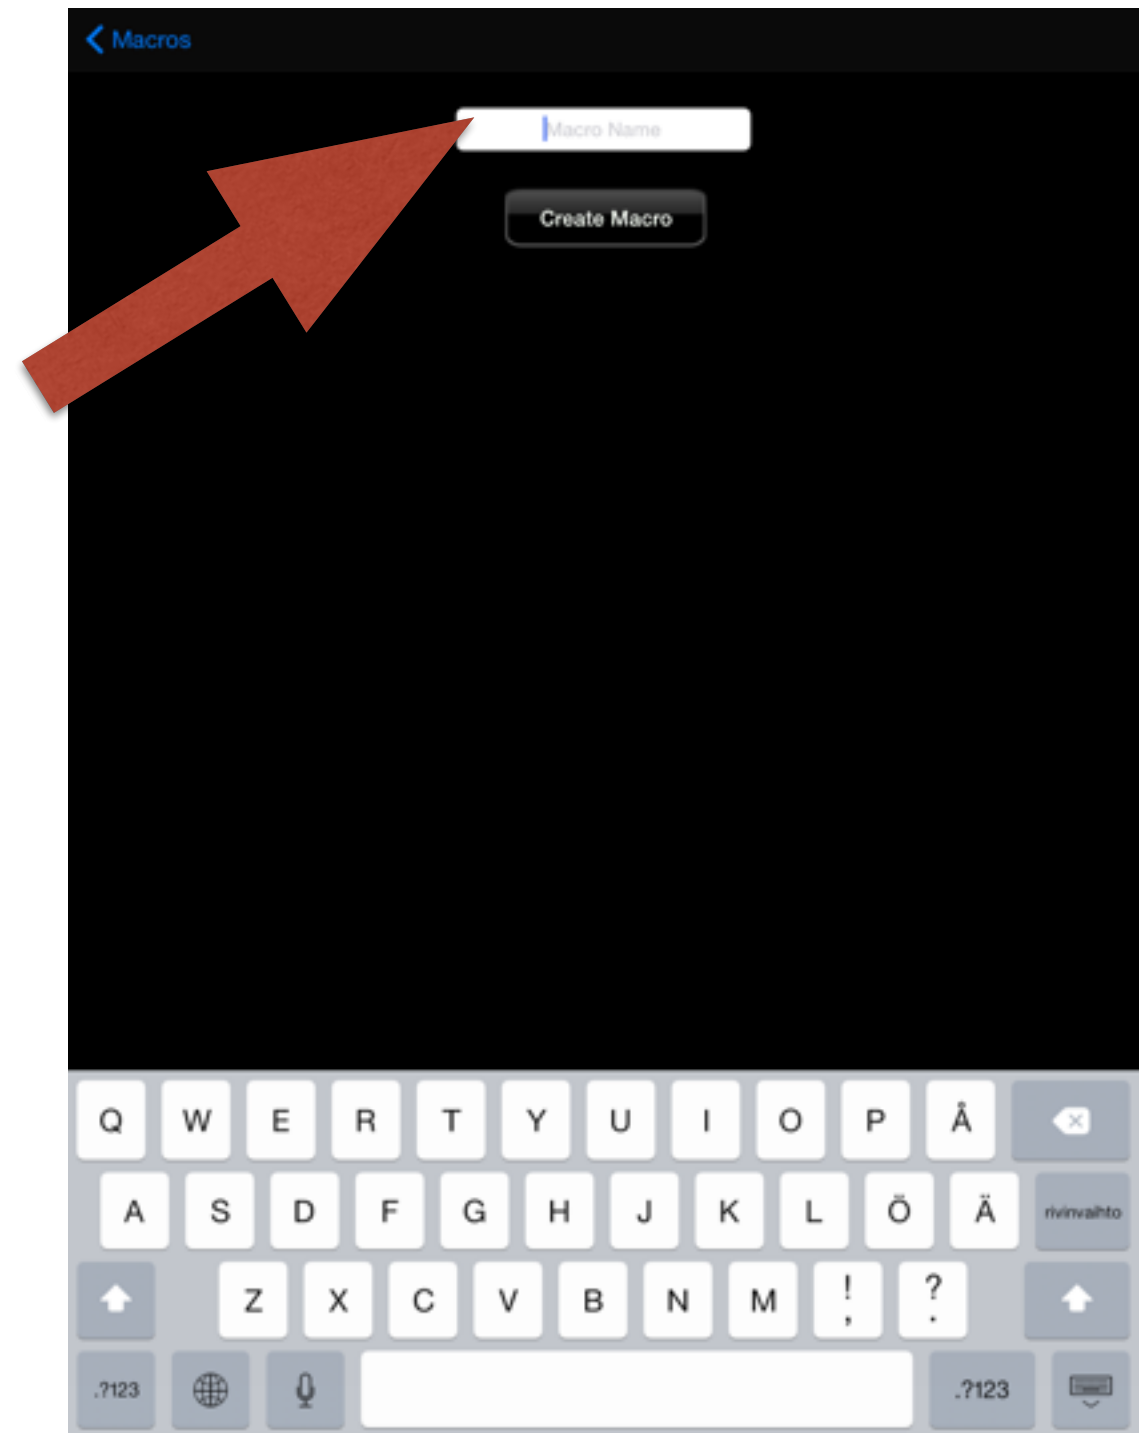 Macros
Macro Name
Create Macro
Q W E R T Y U I O P Å
A S D F G H J K L Ö Ä rivinvaihto
Z X C V B N M ! , ? .
.?123 .?123